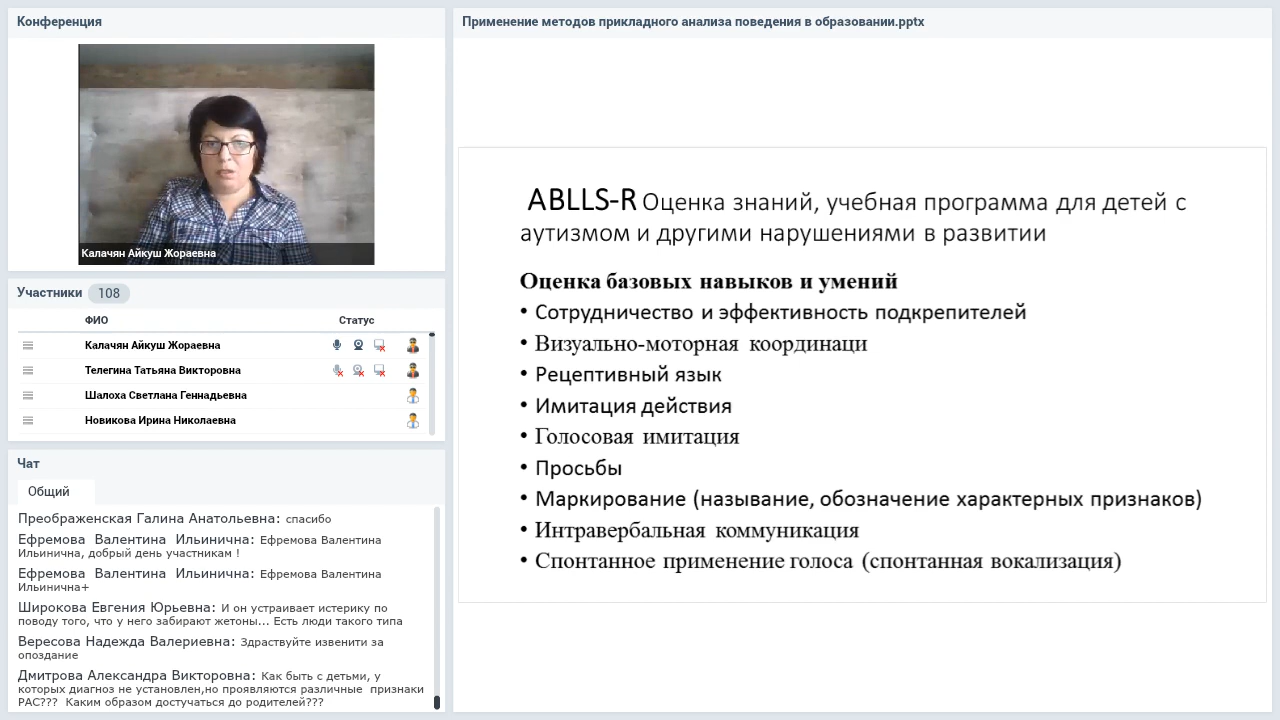 Конференция
Калачян Айкуш Жораевна
Участники 108
ФИО Статус
Калачян Айкуш Жораевна
Телегина Татьяна Викторовна
Шалоха Светлана Геннадьевна
Новикова Ирина Николаевна
Чат
Общий
Преображенская Галина Анатольевна: спасибо
Ефремова Валентина Ильинична: Ефремова Валентина
Ильинична, добрый день участникам !
Ефремова Валентина Ильинична: Ефремова Валентина
Ильинична+
Широкова Евгения Юрьевна: И он устраивает истерику по
поводу того, что у него забирают жетоны... Есть люди такого типа
Вересова Надежда Валериевна: Здраствуйте извенити за
опоздание
Дмитрова Александра Викторовна: Как быть с детьми, у
которых диагноз не установлен,но проявляются различные признаки
РАС??? Каким образом достучаться до родителей???
Применение методов прикладного анализа поведения в образовании.pptx
ABLLS-R Оценка знаний, учебная программа для детей с
аутизмом и другими нарушениями в развитии
Оценка базовых навыков и умений
• Сотрудничество и эффективность подкрепителей
• Визуально-моторная координаци
• Рецептивный язык
• Имитация действия
• Голосовая имитация
• Просьбы
• Маркирование (называние, обозначение характерных признаков)
• Интравербальная коммуникация
• Спонтанное применение голоса (спонтанная вокализация)